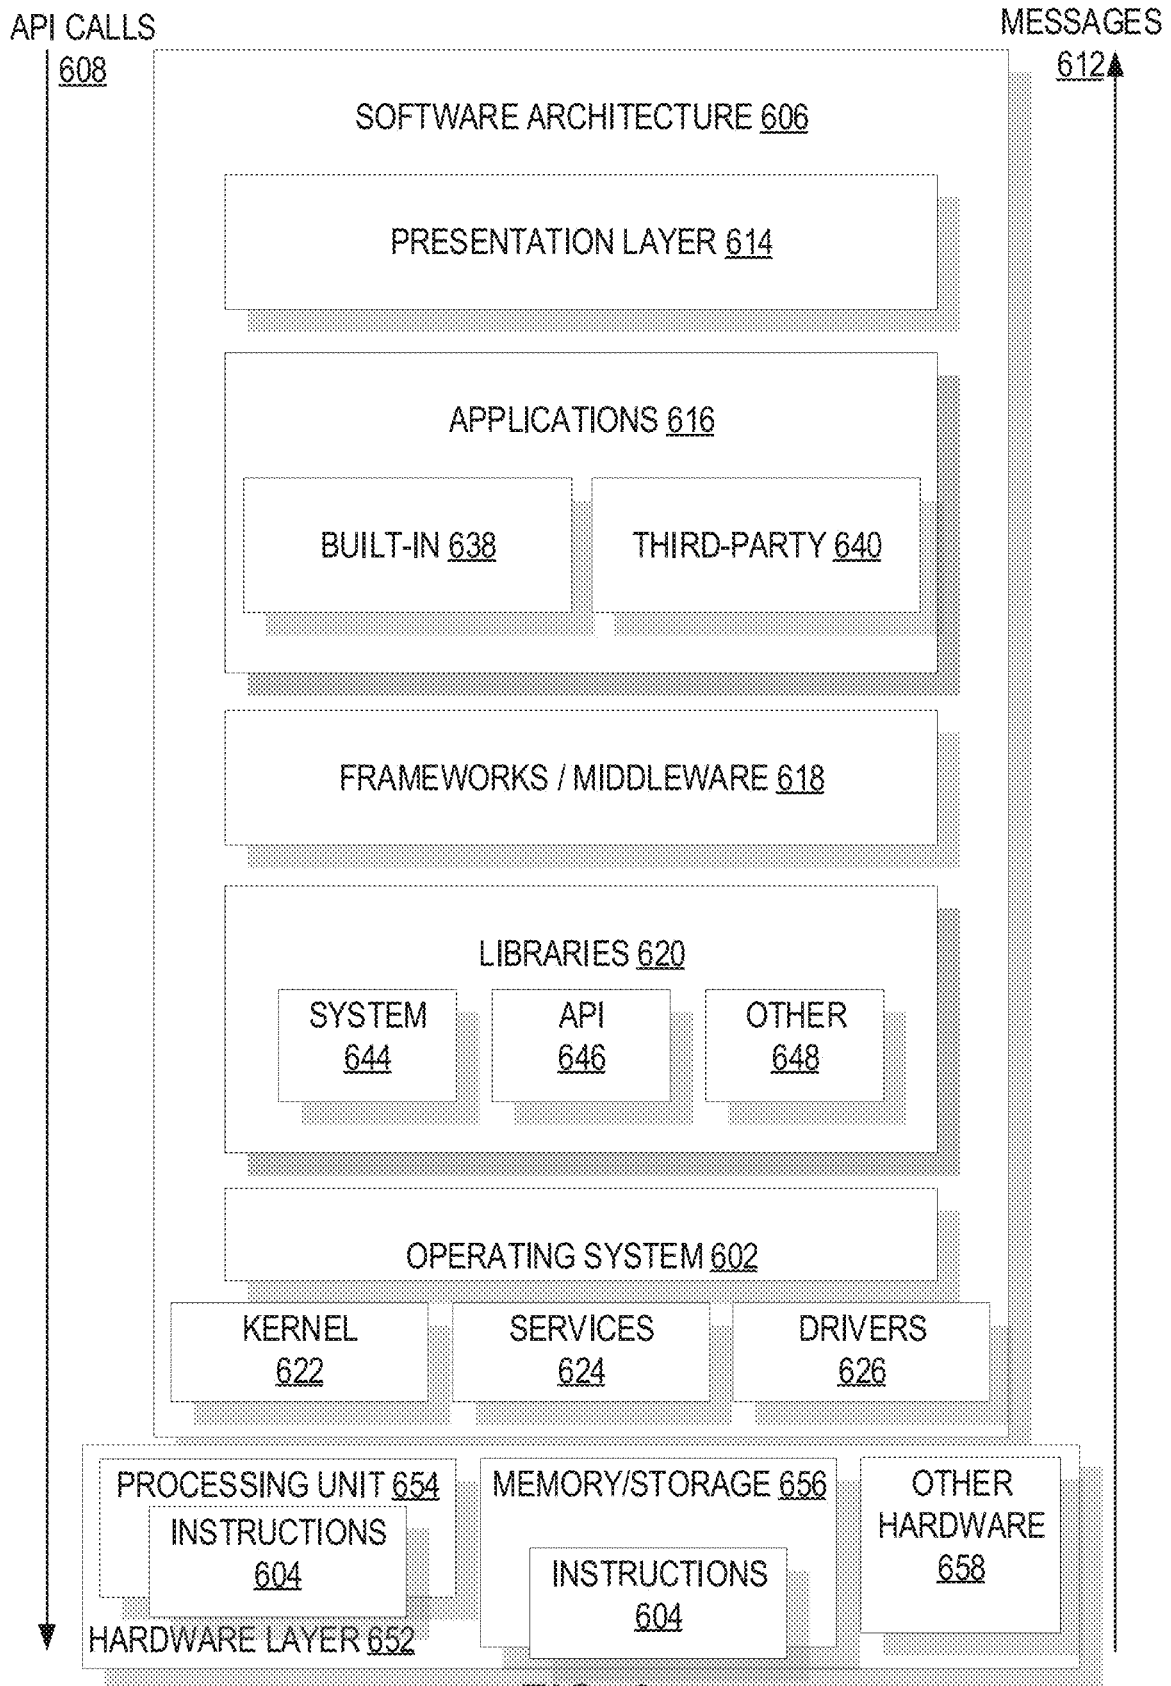 API CALLS
608
MESSAGES
612
SOFTWARE ARCHITECTURE 606
PRESENTATION LAYER 614
APPLICATIONS 616
BUILT-IN 638
THIRD-PARTY 640
FRAMEWORKS / MIDDLEWARE 618
LIBRARIES 620
SYSTEM
644
API
646
OTHER
648
OPERATING SYSTEM 602
KERNEL
622
SERVICES
624
DRIVERS
626
PROCESSING UNIT 654
INSTRUCTIONS
604
MEMORY/STORAGE 656
INSTRUCTIONS
604
OTHER
HARDWARE
658
HARDWARE LAYER 652